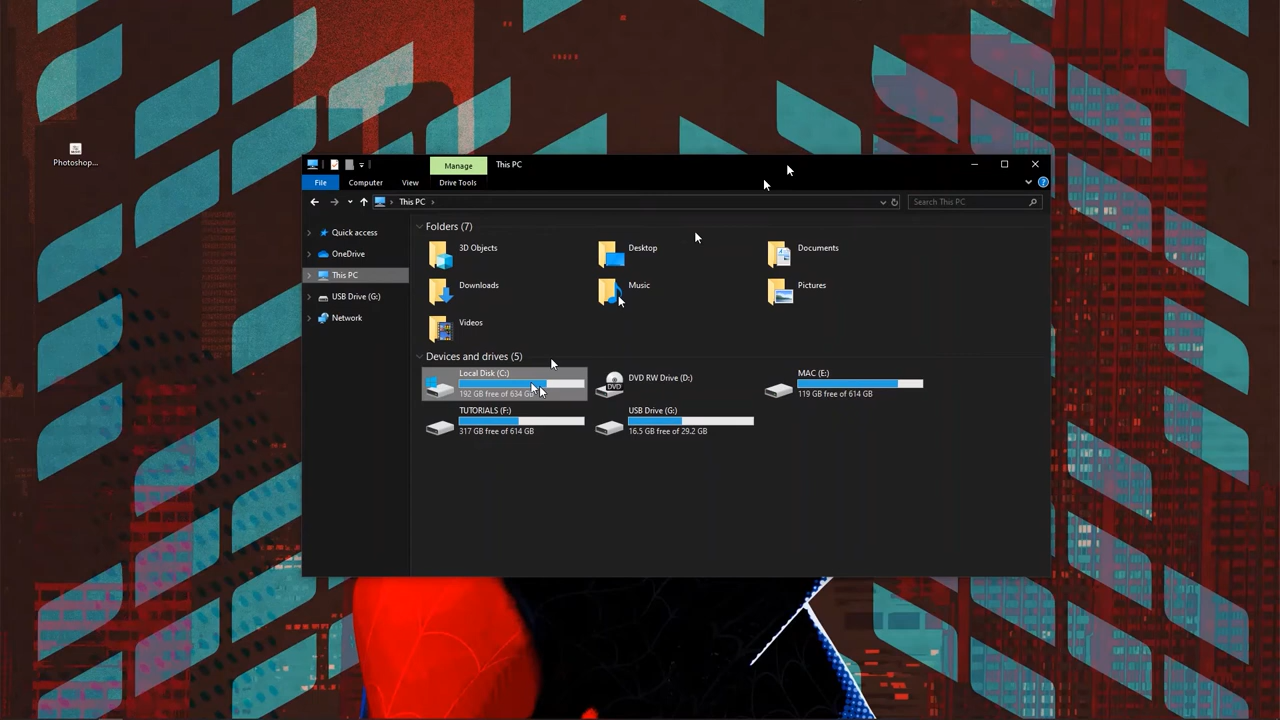 Photoshop...
Manage
This PC
File
Computer
View
Drive Tools
This PC
Search This PC
Quick access
OneDrive
This PC
USB Drive (G:)
Network
Folders (7)
3D Objects
Desktop
Documents
Downloads
Music
Pictures
Videos
Devices and drives (5)
Local Disk (C:)
192 GB free of 634 GB
DVD RW Drive (D:)
DVD
MAC (E:)
119 GB free of 614 GB
TUTORIALS (F:)
317 GB free of 614 GB
USB Drive (G:)
16.5 GB free of 29.2 GB